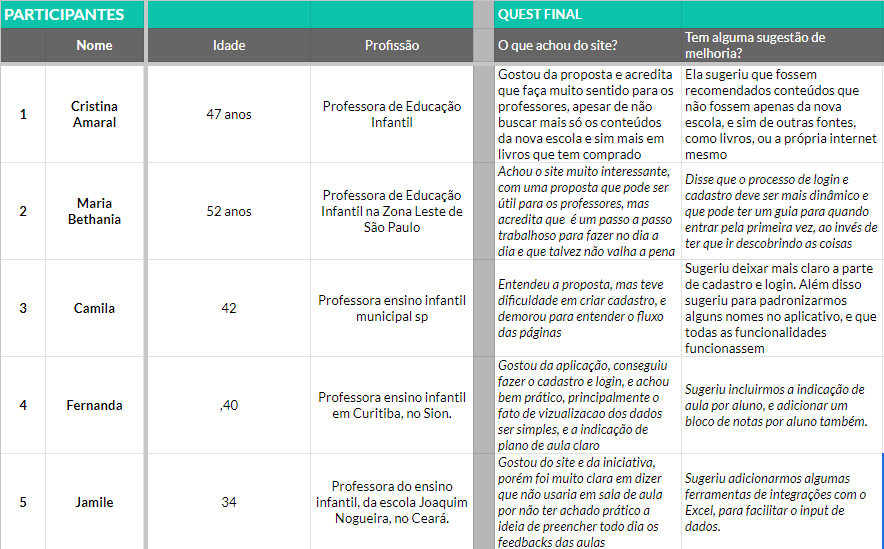 PARTICIPANTES
QUEST FINAL
Nome
Idade
Profissão
O que achou do site?
Tem alguma sugestão de
melhoria?
1
Cristina
Amaral
47 anos
Professora de Educação
Infantil
Gostou da proposta e acredita
que faça muito sentido para os
professores, apesar de não
buscar mais só os conteúdos
da nova escola e sim mais em
livros que tem comprado
Ela sugeriu que fossem
recomendados conteúdos que
não fossem apenas da nova
escola, e sim de outras fontes,
como livros, ou a própria internet
mesmo
2
Maria
Bethania
52 anos
Professora de Educação
Infantil na Zona Leste de
São Paulo
Achou o site muito interessante,
com uma proposta que pode ser
útil para os professores, mas
acredita que é um passo a passo
trabalhoso para fazer no dia a
dia e que talvez não valha a pena
Disse que o processo de login e
cadastro deve ser mais dinâmico e
que pode ter um guia para quando
entrar pela primeira vez, ao invés de
ter que ir descobrindo as coisas
3
Camila
42
Professora ensino infantil
municipal sp
Entendeu a proposta, mas teve
dificuldade em criar cadastro, e
demorou para entender o fluxo
das páginas
Sugeriu deixar mais claro a parte
de cadastro e login. Além disso
sugeriu para padronizarmos
alguns nomes no aplicativo, e que
todas as funcionalidades
funcionassem
4
Fernanda
,40
Professora ensino infantil
em Curitiba, no Sion.
Gostou da aplicação, conseguiu
fazer o cadastro e login, e achou
bem prático, principalmente o
fato de vizualizacao dos dados
ser simples, e a indicação de
plano de aula claro
Sugeriu incluirmos a indicação de
aula por aluno, e adicionar um
bloco de notas por aluno também.
5
Jamile
34
Professora do ensino
infantil, da escola Joaquim
Nogueira, no Ceará.
Gostou do site e da iniciativa,
porém foi muito clara em dizer
que não usaria em sala de aula
por não ter achado prático a
ideia de preencher todo dia os
feedbacks das aulas
Sugeriu adicionarmos algumas
ferramentas de integrações com o
Excel, para facilitar o input de
dados.